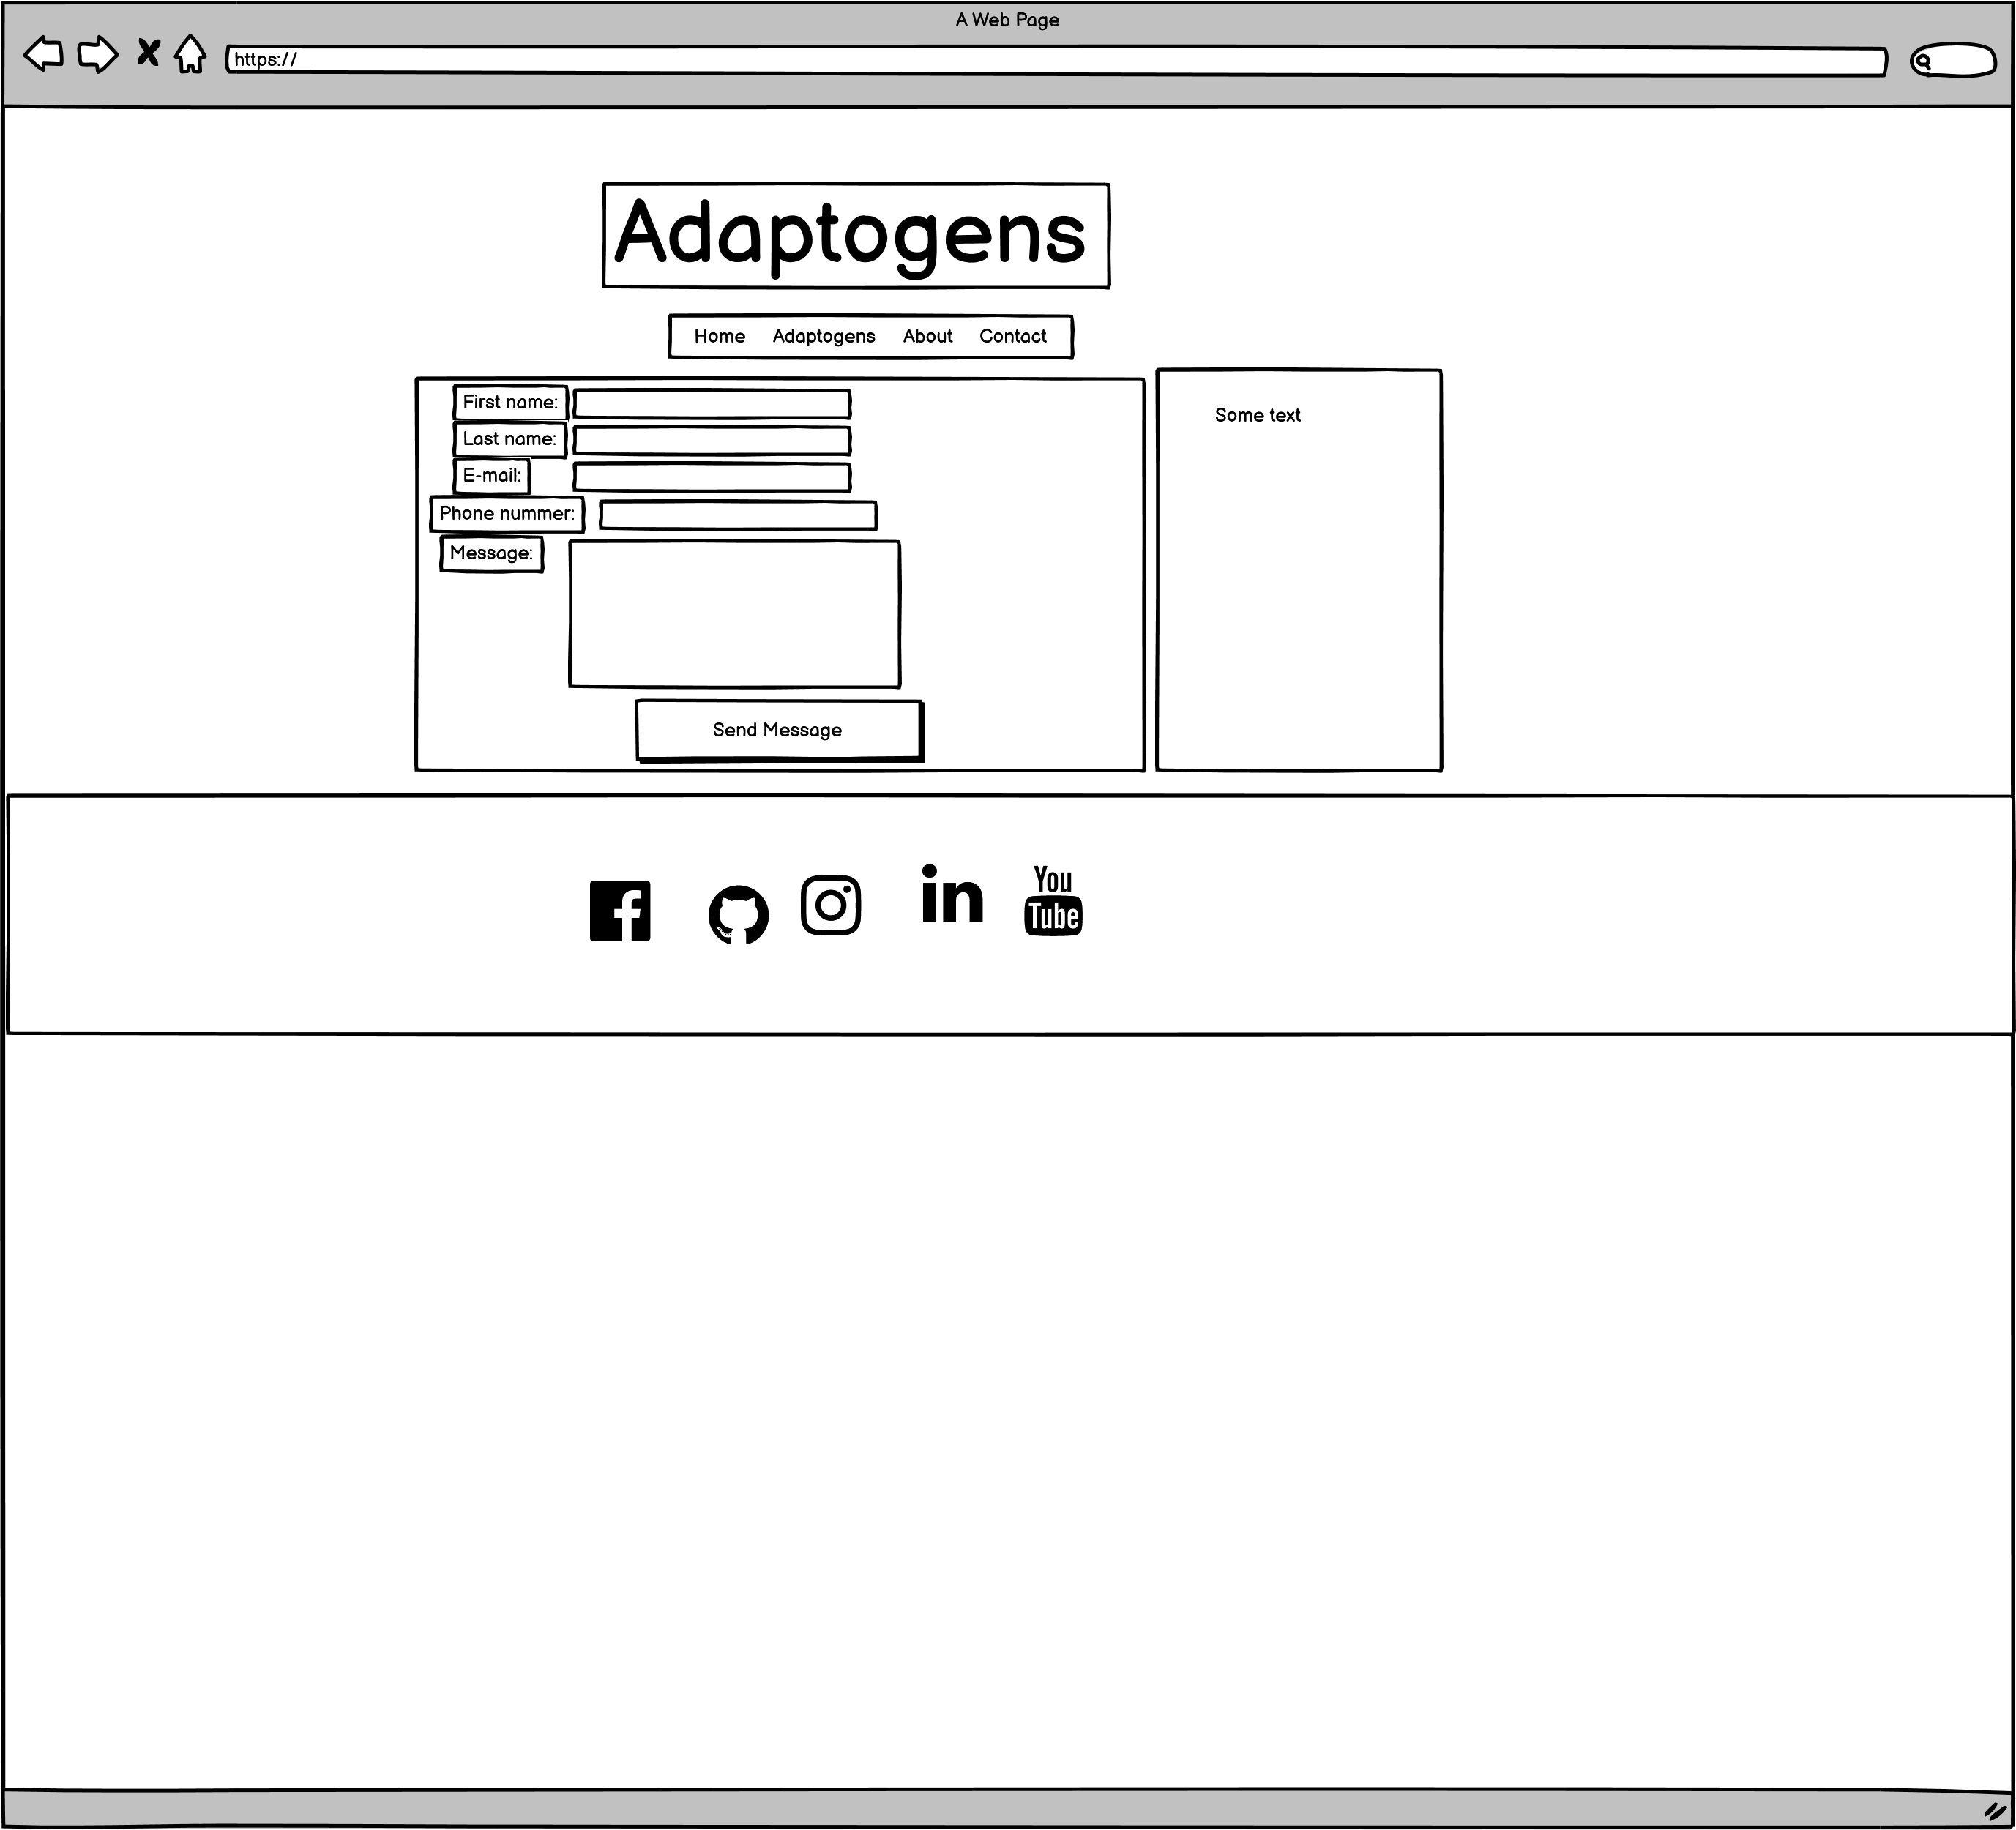 A Web Page
https://
Adaptogens
Home Adaptogens About Contact
First name:
Last name:
E-mail:
Phone nummer:
Message:
Send Message
Some text
in
You
Tube